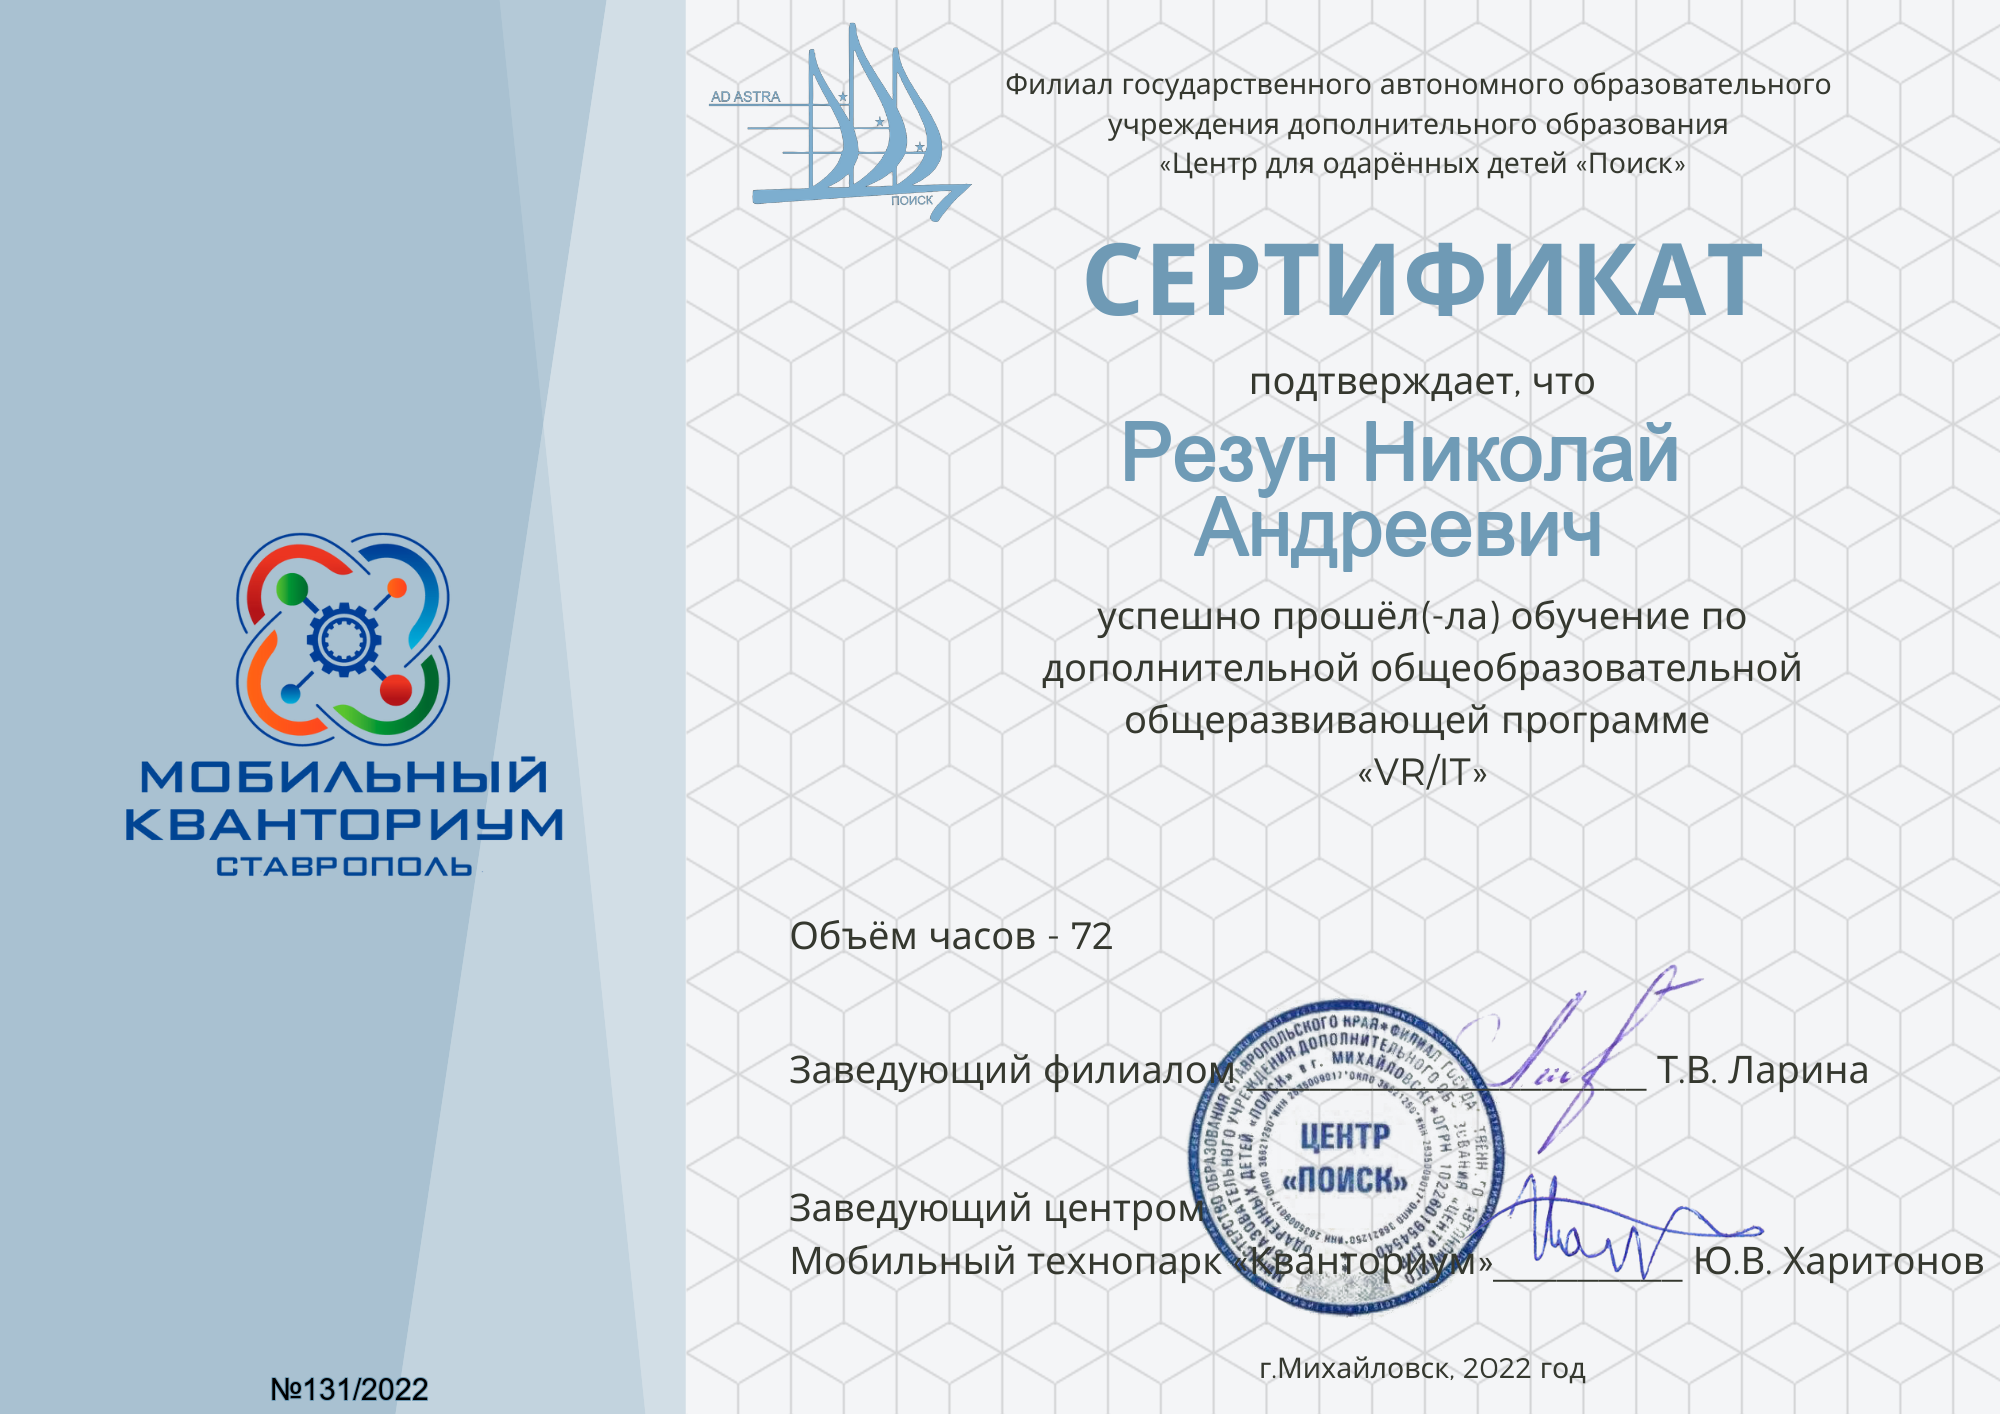 AD ASTRA
ПОИСК
Филиал государственного автономного образовательного
учреждения дополнительного образования
«Центр для одарённых детей «Поиск»
СЕРТИФИКАТ
подтверждает, что
Резун Николай
Андреевич
успешно прошёл(-ла) обучение по
дополнительной общеобразовательной
общеразвивающей программе
«VR/IT»
МОБИЛЬНЫЙ
КВАНТОРИУМ
СТАВРОПОЛЬ
Объём часов - 72
Заведующий филиалом Т.В. Ларина
ЦЕНТР
«ПОИСК»
Заведующий центром
Мобильный технопарк «Кванториум»__________ Ю.В. Харитонов
г.Михайловск, 2022 год
№131/2022